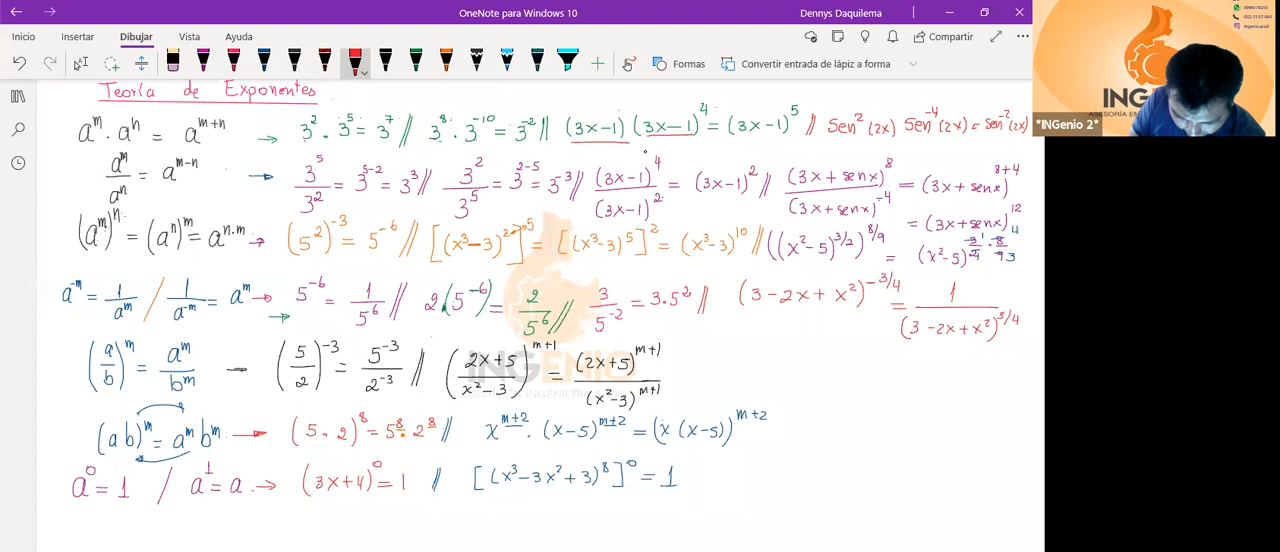 OneNote para Windows 10
Dennys Daquilema
Inicio Insertar Dibujar Vista Ayuda
Compartir
Formas Convertir entrada de lápiz a forma
Teoría de Exponentes
a^m · a^n = a^{m+n} → 3^2 · 3^5 = 3^7 // 3^8 · 3^{-10} = 3^{-2} // (3x-1) (3x-1)^4 = (3x-1)^5 // Sen^2 (2x) Sen^{-4} (2x) = Sen^{-2} (2x)
a^m / a^n = a^{m-n} → 3^5 / 3^2 = 3^{5-2} = 3^3 // 3^2 / 3^5 = 3^{2-5} = 3^{-3} // (3x-1)^4 / (3x-1)^2 = (3x-1)^2 // (3x + senx)^8 / (3x + senx)^{-4} = (3x + senx)^{8+4}
= (3x + senx)^{12}
(a^m)^n = (a^n)^m = a^{n·m} → (5^2)^{-3} = 5^{-6} // [(x^3-3)^2]^5 = [(x^3-3)^5]^2 = (x^3-3)^{10} // ((x^2-5)^{3/2})^{8/9} = (x^2-5)^{3/2 · 8/9}
a^{-m} = 1/a^m / 1/a^{-m} = a^m → 5^{-6} = 1/5^6 // 2(5^{-6}) = 2/5^6 // 3/5^{-2} = 3·5^2 // (3-2x+x^2)^{-3/4} = 1/(3-2x+x^2)^{3/4}
(a/b)^m = a^m/b^m — (5/2)^{-3} = 5^{-3}/2^{-3} // ((2x+5)/(x^2-3))^{m+1} = (2x+5)^{m+1}/(x^2-3)^{m+1}
(ab)^m = a^m b^m → (5·2)^8 = 5^8 · 2^8 // x^{m+2} · (x-5)^{m+2} = (x (x-5))^{m+2}
a^0 = 1 / a^1 = a → (3x+4)^0 = 1 // [(x^3-3x^2+3)^8]^0 = 1
INGENIO
*INGenio 2*